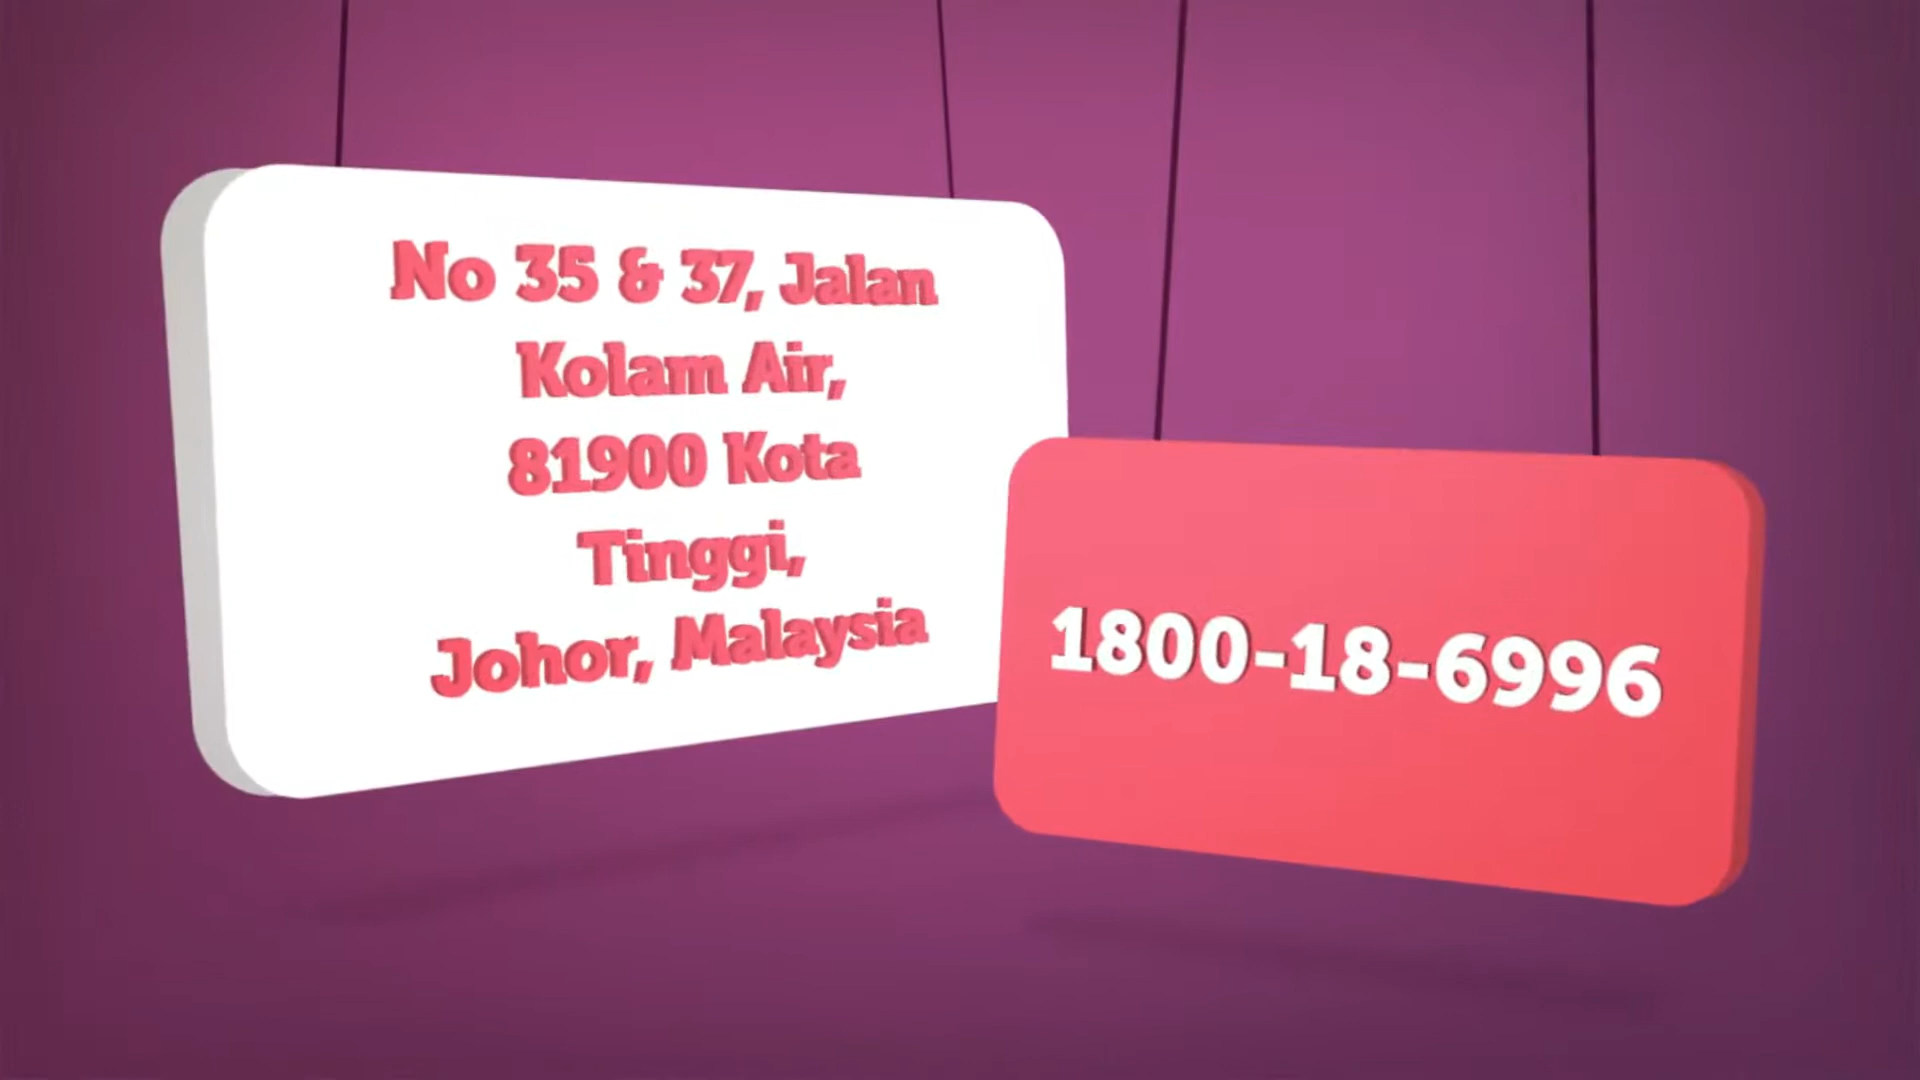 No 35 & 37, Jalan
Kolam Air,
81900 Kota
Tinggi,
Johor, Malaysia
1800-18-6996